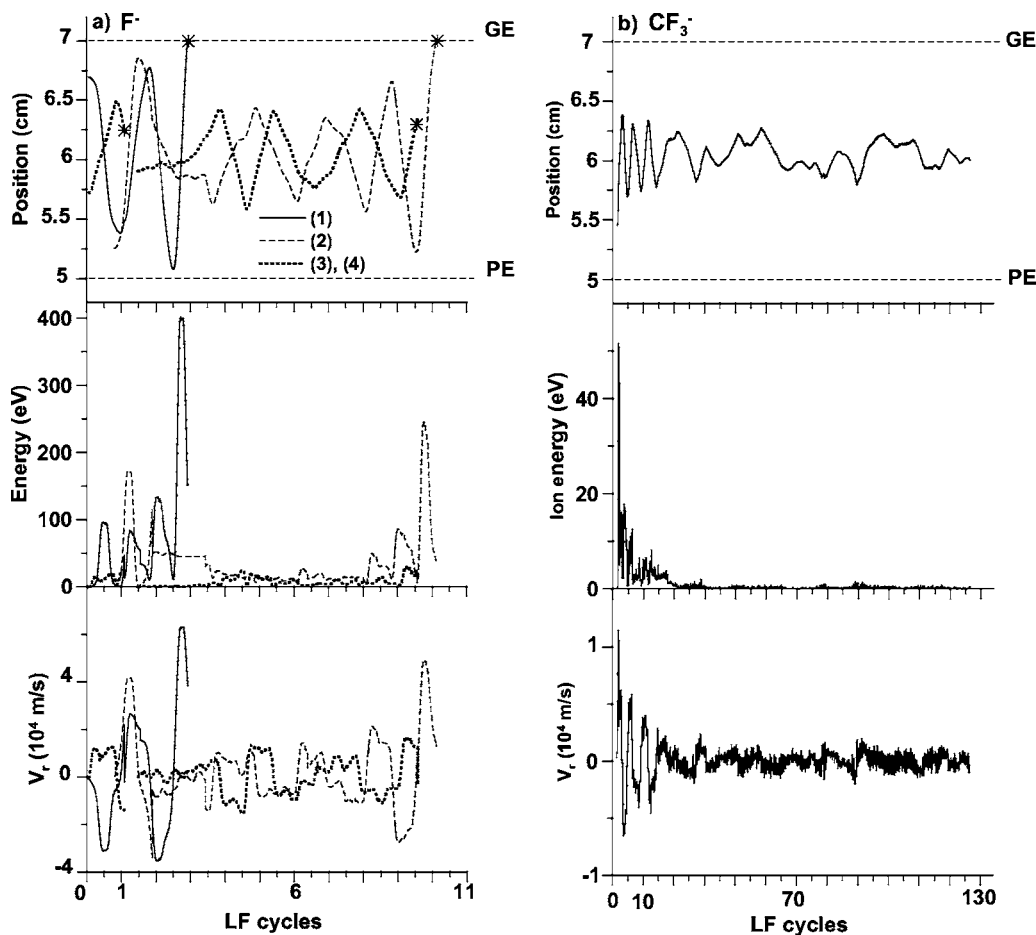 a) F⁻
GE
7
6.5
6
5.5
5
Position (cm)
(1)
(2)
(3), (4)
PE
400
300
200
100
0
Energy (eV)
4
0
-4
Vᵣ (10⁴ m/s)
0 1 6 11
LF cycles
b) CF₃⁻
GE
7
6.5
6
5.5
5
Position (cm)
PE
40
20
0
Ion energy (eV)
1
0
-1
Vᵣ (10⁴ m/s)
0 10 70 130
LF cycles